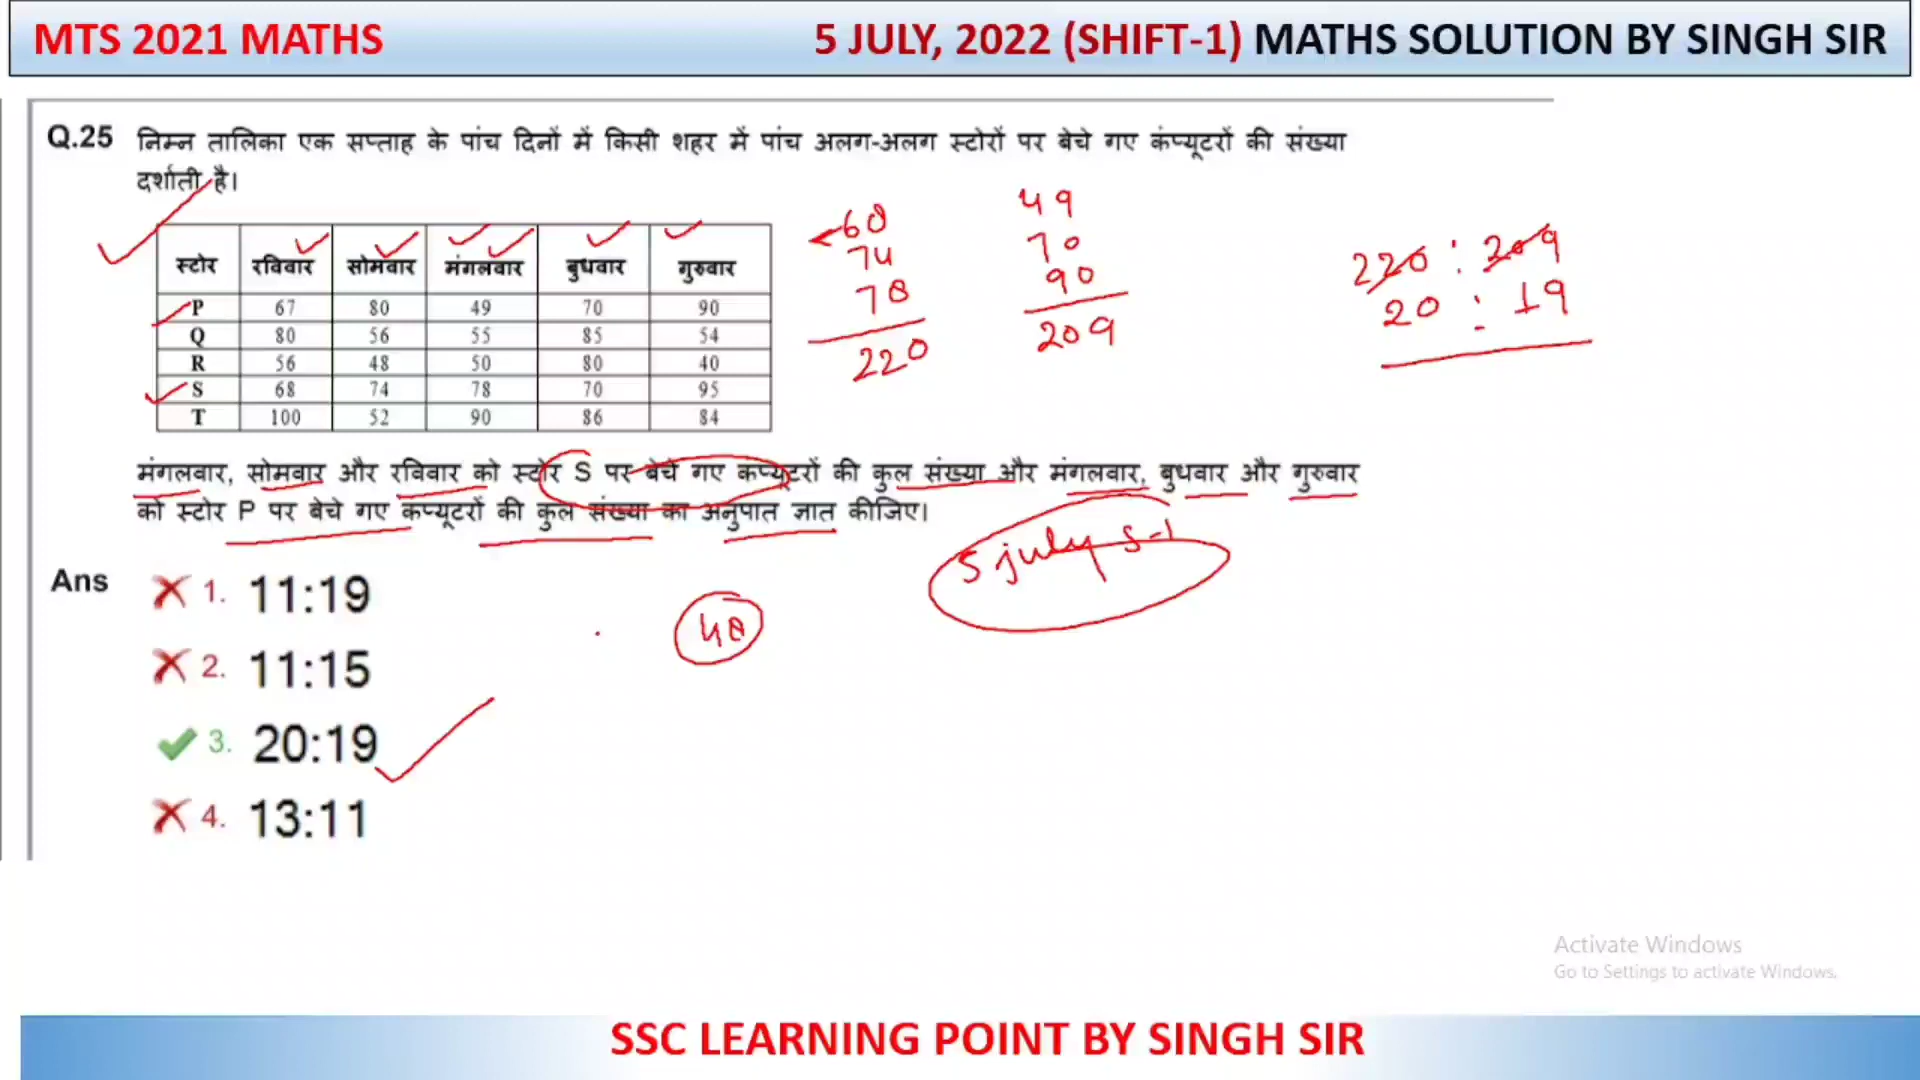 MTS 2021 MATHS
5 JULY, 2022 (SHIFT-1) MATHS SOLUTION BY SINGH SIR
Q.25 निम्न तालिका एक सप्ताह के पांच दिनों में किसी शहर में पांच अलग-अलग स्टोरों पर बेचे गए कंप्यूटरों की संख्या
दर्शाती है।
स्टोर रविवार सोमवार मंगलवार बुधवार गुरुवार
P 67 80 49 70 90
Q 80 56 55 85 54
R 56 48 50 80 40
S 68 74 78 70 95
T 100 52 90 86 84
68
74
78
220
49
70
90
209
220 : 209
20 : 19
मंगलवार, सोमवार और रविवार को स्टोर S पर बेचे गए कंप्यूटरों की कुल संख्या और मंगलवार, बुधवार और गुरुवार
को स्टोर P पर बेचे गए कंप्यूटरों की कुल संख्या का अनुपात ज्ञात कीजिए।
5 july S-1
Ans
1. 11:19
48
2. 11:15
3. 20:19
4. 13:11
Activate Windows
Go to Settings to activate Windows.
SSC LEARNING POINT BY SINGH SIR